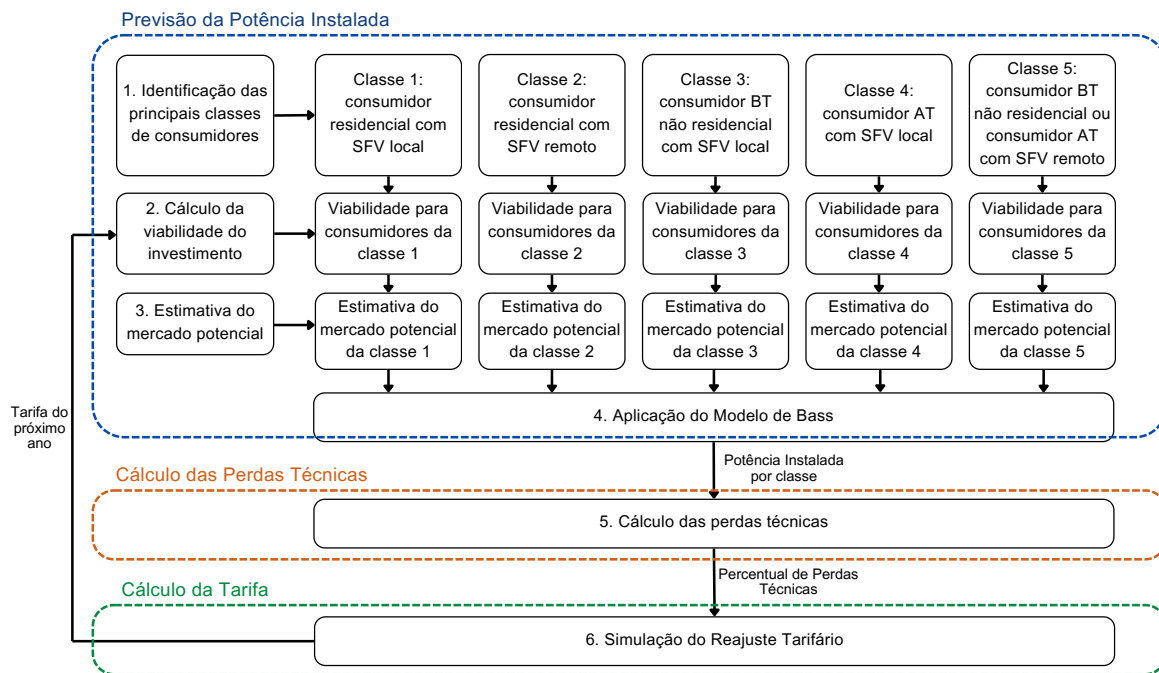 Previsão da Potência Instalada
1. Identificação das
principais classes
de consumidores
Classe 1:
consumidor
residencial com
SFV local
Classe 2:
consumidor
residencial com
SFV remoto
Classe 3:
consumidor BT
não residencial
com SFV local
Classe 4:
consumidor AT
com SFV local
Classe 5:
consumidor BT
não residencial ou
consumidor AT
com SFV remoto
2. Cálculo da
viabilidade do
investimento
Viabilidade para
consumidores da
classe 1
Viabilidade para
consumidores da
classe 2
Viabilidade para
consumidores da
classe 3
Viabilidade para
consumidores da
classe 4
Viabilidade para
consumidores da
classe 5
3. Estimativa do
mercado potencial
Estimativa do
mercado potencial
da classe 1
Estimativa do
mercado potencial
da classe 2
Estimativa do
mercado potencial
da classe 3
Estimativa do
mercado potencial
da classe 4
Estimativa do
mercado potencial
da classe 5
4. Aplicação do Modelo de Bass
Tarifa do
próximo
ano
Potência Instalada
por classe
Cálculo das Perdas Técnicas
5. Cálculo das perdas técnicas
Percentual de Perdas
Técnicas
Cálculo da Tarifa
6. Simulação do Reajuste Tarifário